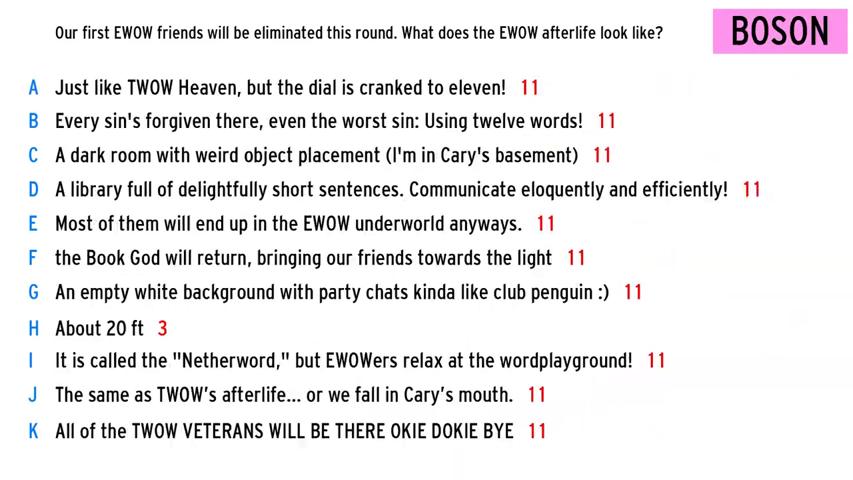 Our first EWOW friends will be eliminated this round. What does the EWOW afterlife look like?
BOSON
A Just like TWOW Heaven, but the dial is cranked to eleven! 11
B Every sin's forgiven there, even the worst sin: Using twelve words! 11
C A dark room with weird object placement (I'm in Cary's basement) 11
D A library full of delightfully short sentences. Communicate eloquently and efficiently! 11
E Most of them will end up in the EWOW underworld anyways. 11
F the Book God will return, bringing our friends towards the light 11
G An empty white background with party chats kinda like club penguin :) 11
H About 20 ft 3
I It is called the "Netherword," but EWOWers relax at the wordplayground! 11
J The same as TWOW’s afterlife... or we fall in Cary’s mouth. 11
K All of the TWOW VETERANS WILL BE THERE OKIE DOKIE BYE 11